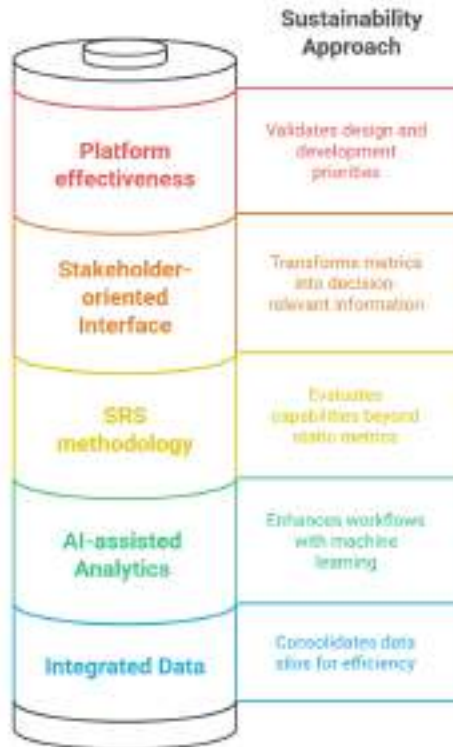 Sustainability
Approach
Platform
effectiveness
Validates design and
development
priorities
Stakeholder-
oriented
Interface
Transforms metrics
into decision-
relevant information
SRS
methodology
Evaluates
capabilities beyond
static metrics
AI-assisted
Analytics
Enhances workflows
with machine
learning
Integrated Data
Consolidates data
silos for efficiency